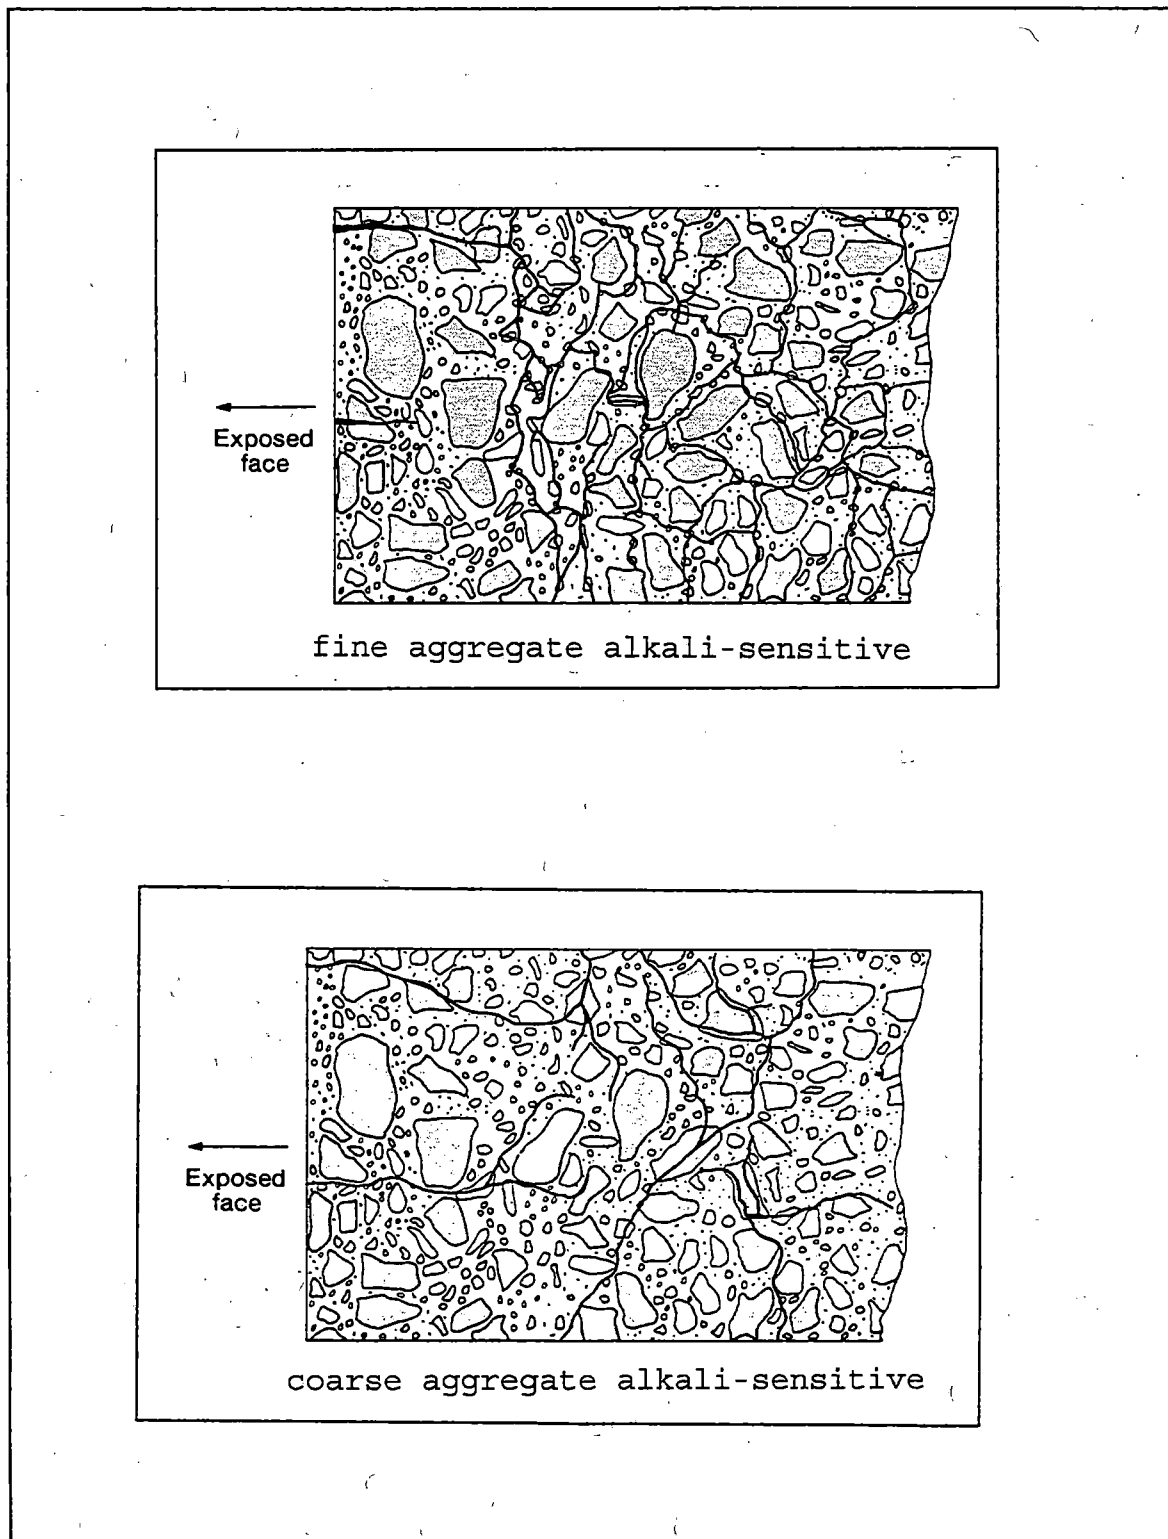 Exposed
face
fine aggregate alkali-sensitive
Exposed
face
coarse aggregate alkali-sensitive